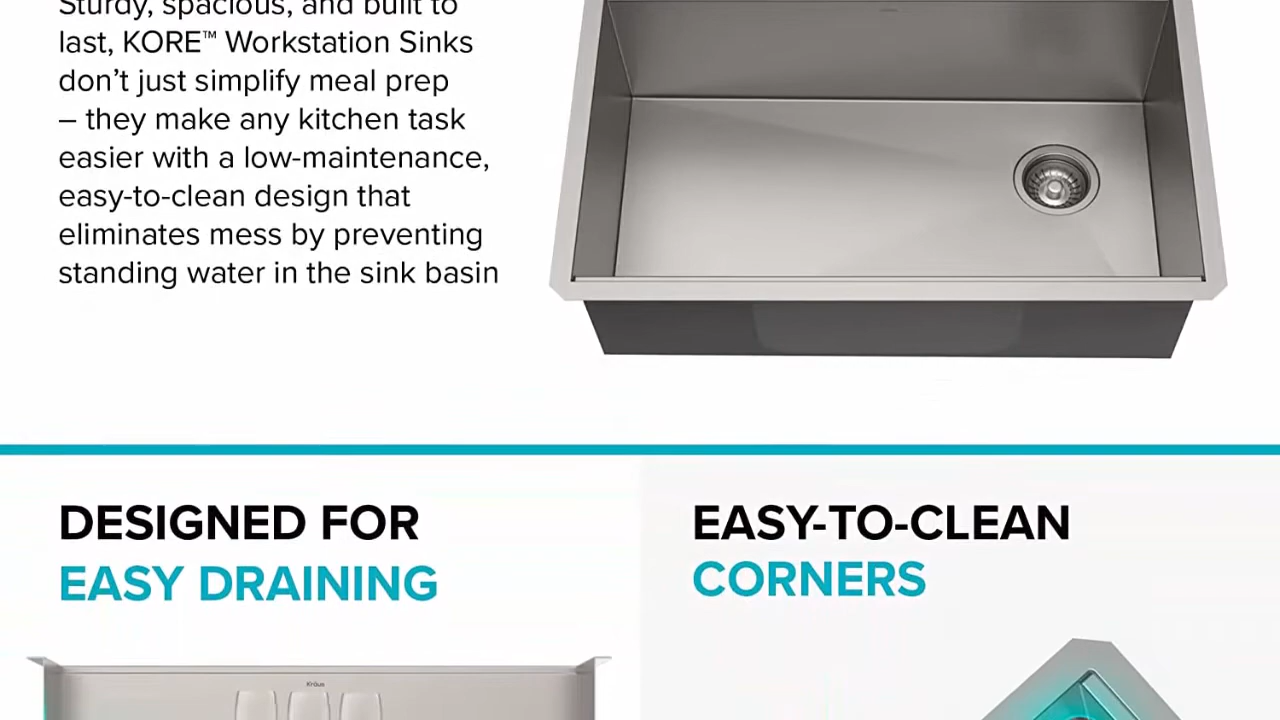 Sturdy, spacious, and built to
last, KORE™ Workstation Sinks
don't just simplify meal prep
– they make any kitchen task
easier with a low-maintenance,
easy-to-clean design that
eliminates mess by preventing
standing water in the sink basin
DESIGNED FOR
EASY DRAINING
EASY-TO-CLEAN
CORNERS
Kraus